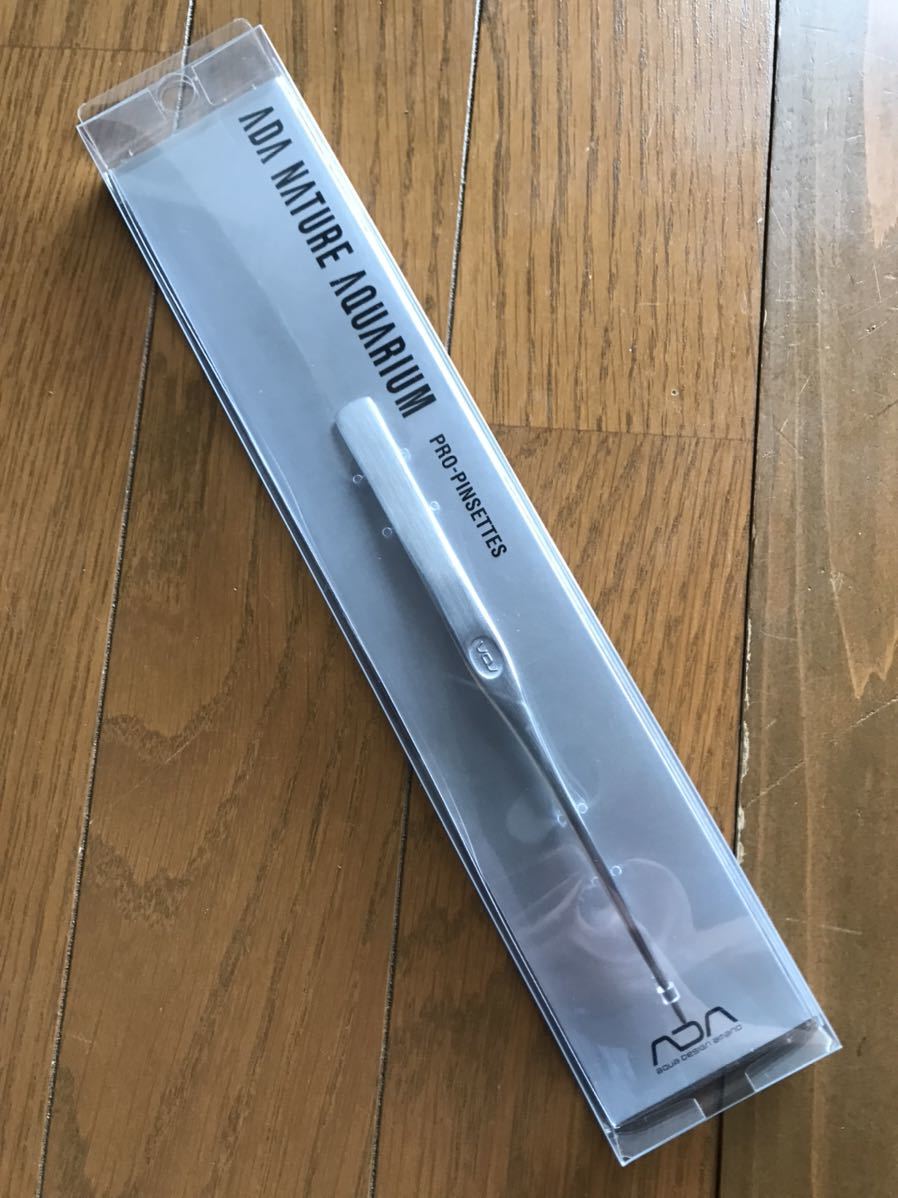 ADA NATURE AQUARIUM
PRO-PINSETTES
ADA
ADA
aqua design amano